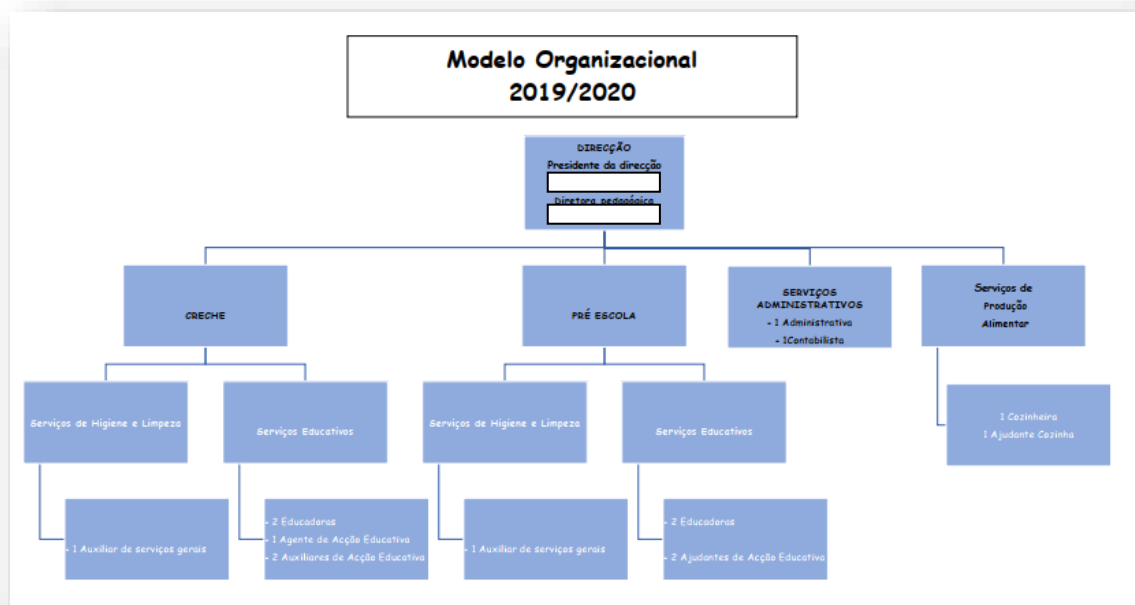 Modelo Organizacional
2019/2020
DIRECÇÃO
Presidente da direcção
Diretora pedagógica
CRECHE
PRÉ ESCOLA
SERVIÇOS
ADMINISTRATIVOS
- 1 Administrativa
- 1Contabilista
Serviços de
Produção
Alimentar
Serviços de Higiene e Limpeza
Serviços Educativos
Serviços de Higiene e Limpeza
Serviços Educativos
1 Cozinheira
1 Ajudante Cozinha
- 1 Auxiliar de serviços gerais
- 2 Educadoras
- 1 Agente de Acção Educativa
- 2 Auxiliares de Acção Educativa
- 1 Auxiliar de serviços gerais
- 2 Educadoras
- 2 Ajudantes de Acção Educativa